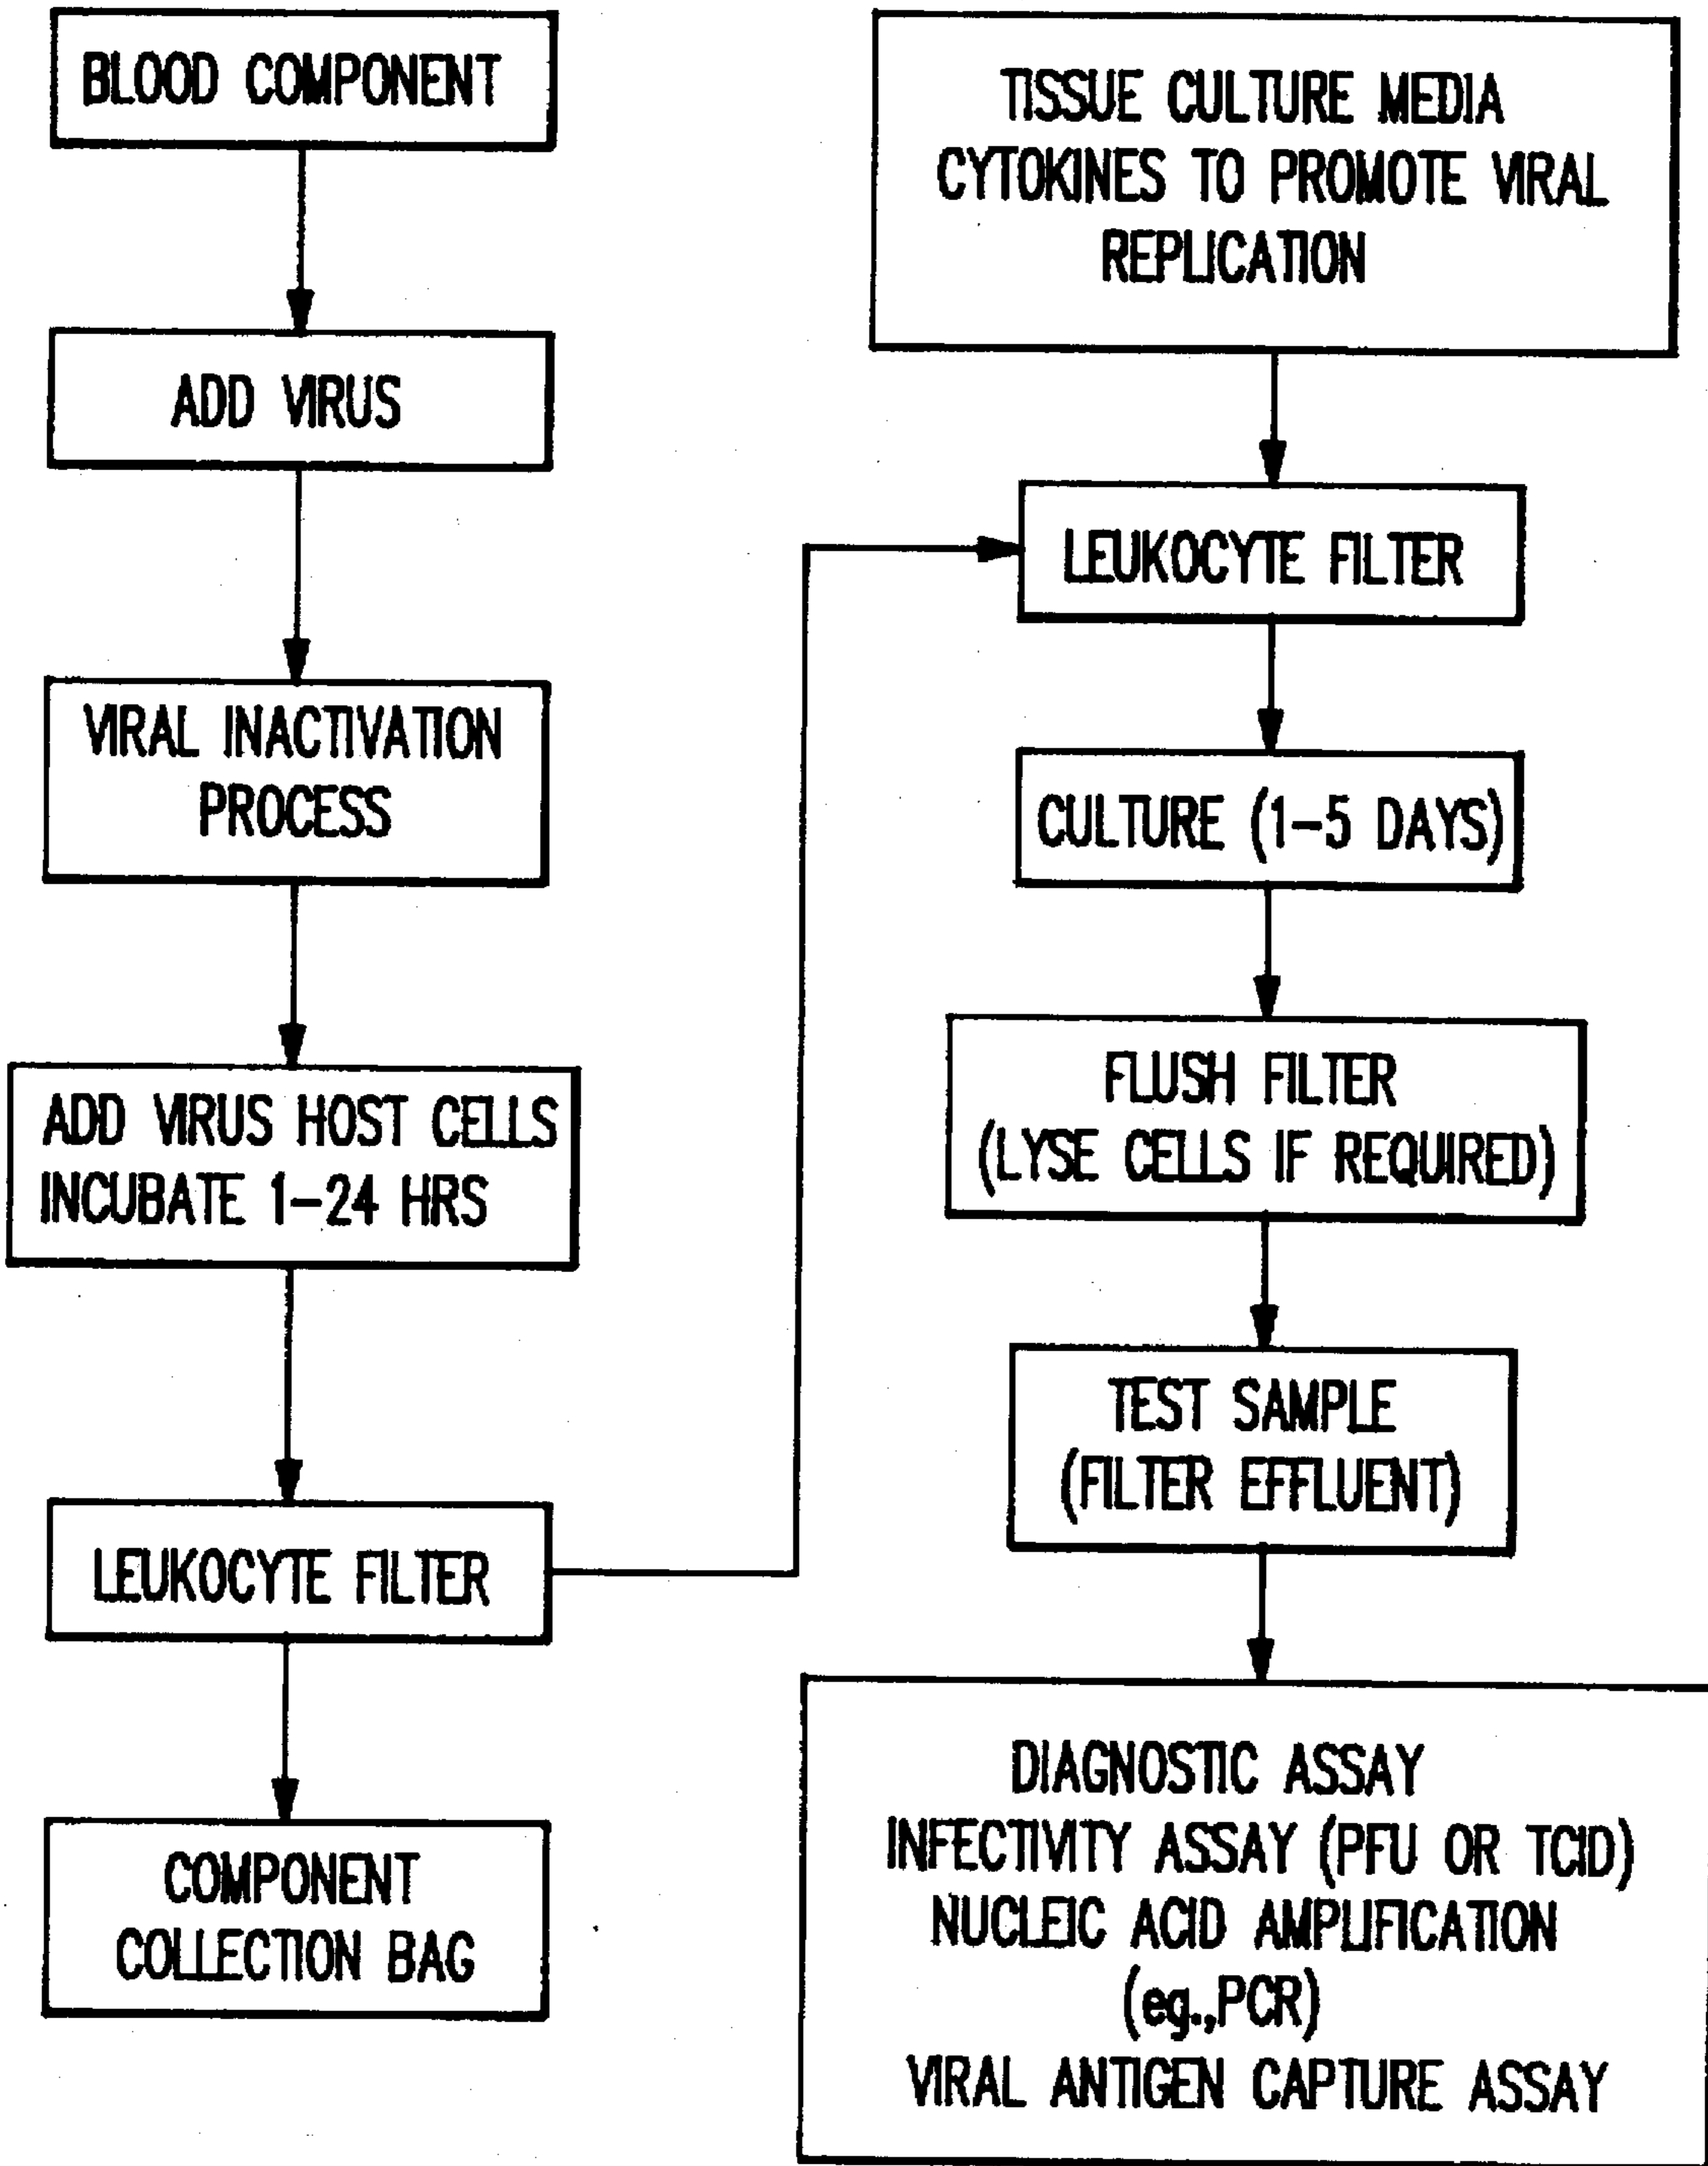 BLOOD COMPONENT
ADD VIRUS
VIRAL INACTIVATION
PROCESS
ADD VIRUS HOST CELLS
INCUBATE 1-24 HRS
LEUKOCYTE FILTER
COMPONENT
COLLECTION BAG
TISSUE CULTURE MEDIA
CYTOKINES TO PROMOTE VIRAL
REPLICATION
LEUKOCYTE FILTER
CULTURE (1-5 DAYS)
FLUSH FILTER
(LYSE CELLS IF REQUIRED)
TEST SAMPLE
(FILTER EFFLUENT)
DIAGNOSTIC ASSAY
INFECTIVITY ASSAY (PFU OR TCID)
NUCLEIC ACID AMPLIFICATION
(eg.,PCR)
VIRAL ANTIGEN CAPTURE ASSAY